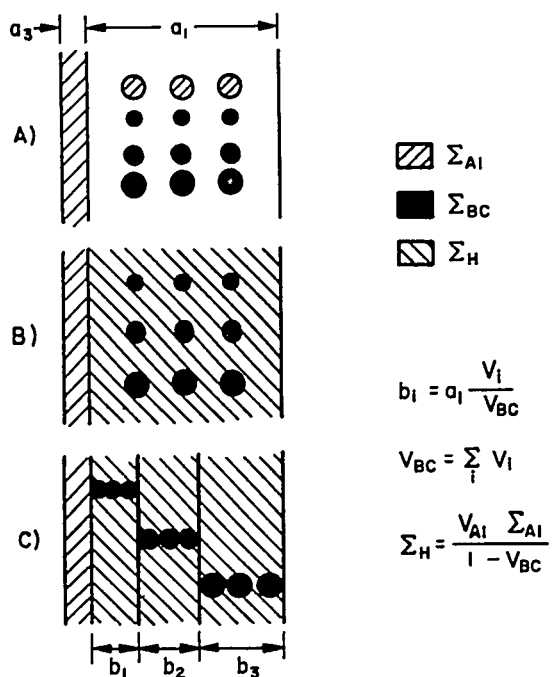 a₃ a₁
A)
Σ_Al
Σ_BC
Σ_H
B)
b_i = a₁ V_i / V_BC
V_BC = Σ_i V_i
C)
Σ_H = V_Al Σ_Al / 1 - V_BC
b₁ b₂ b₃